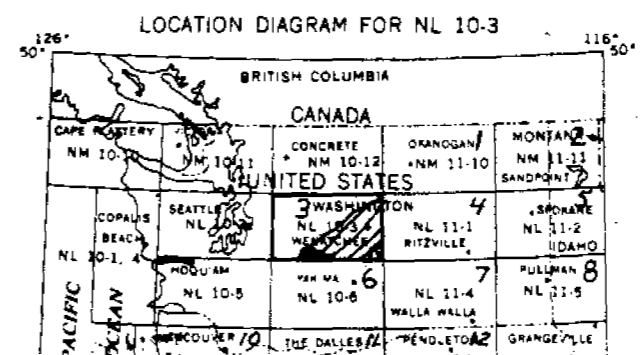 LOCATION DIAGRAM FOR NL 10-3
126°
116°
50°
50°
BRITISH COLUMBIA
CANADA
CAPE FLATTERY
NM 10-10
NM 10-11
CONCRETE
NM 10-12
OKANOGAN 1
NM 11-10
MONTANA 2
NM 11-11
SANDPOINT
UNITED STATES
COPALIS
BEACH
NL 10-1, 4
SEATTLE
NL 10-2
3 WASHINGTON
NL 10-3
WENATCHEE
4
NL 11-1
RITZVILLE
5
SPOKANE
NL 11-2
IDAHO
HOQUIAM
NL 10-5
YAKIMA 6
NL 10-6
7
NL 11-4
WALLA WALLA
PULLMAN 8
NL 11-5
PACIFIC
OCEAN
VANCOUVER 10
THE DALLES 11
PENDLETON 12
GRANGEVILLE